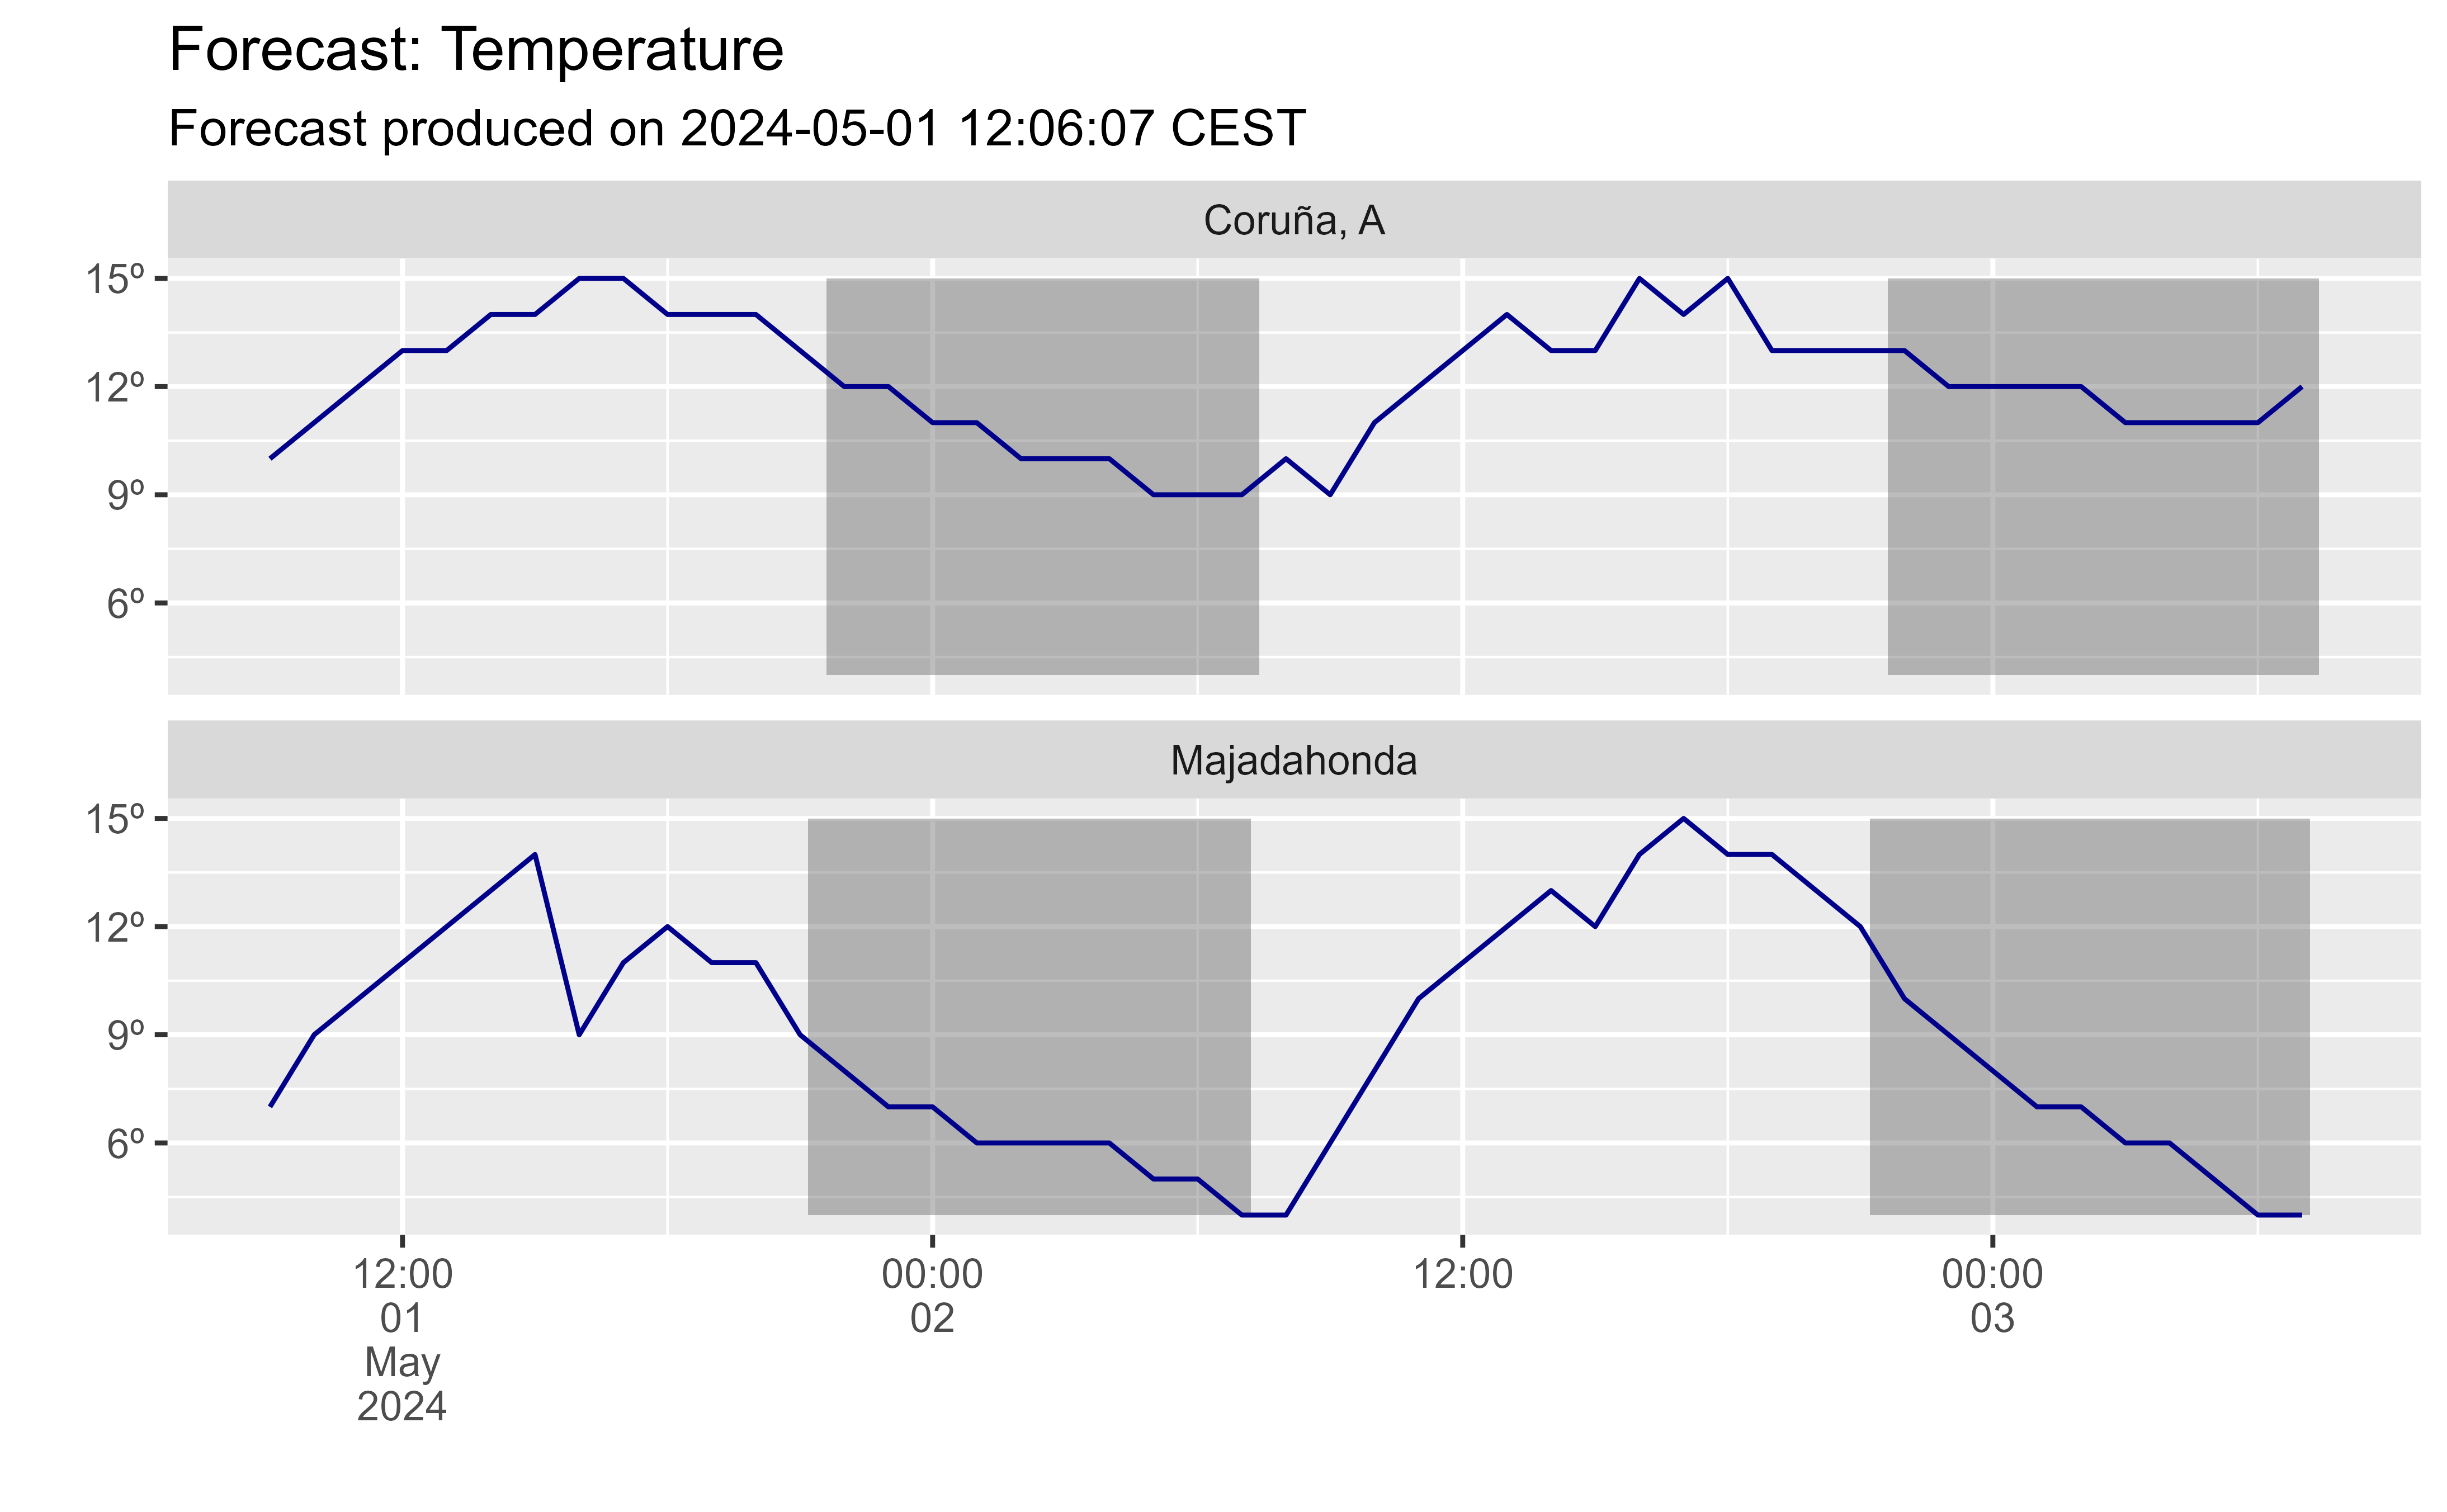 Forecast: Temperature
Forecast produced on 2024-05-01 12:06:07 CEST
Coruña, A
15º
12º
9º
6º
Majadahonda
15º
12º
9º
6º
12:00 00:00 12:00 00:00
01 02 03
May
2024